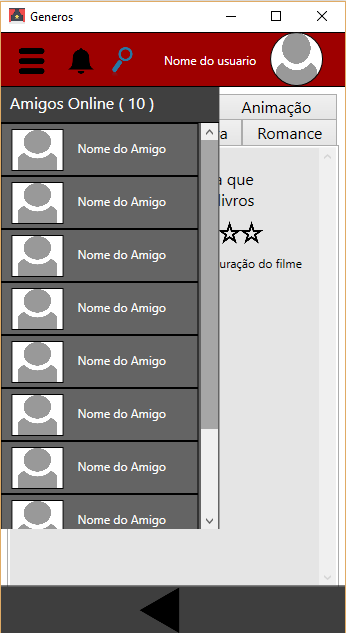 Generos
Nome do usuario
Amigos Online ( 10 )
Animação
a
Romance
Nome do Amigo
Nome do Amigo
a que
Nome do Amigo
livros
Nome do Amigo
uração do filme
Nome do Amigo
Nome do Amigo
Nome do Amigo
Nome do Amigo